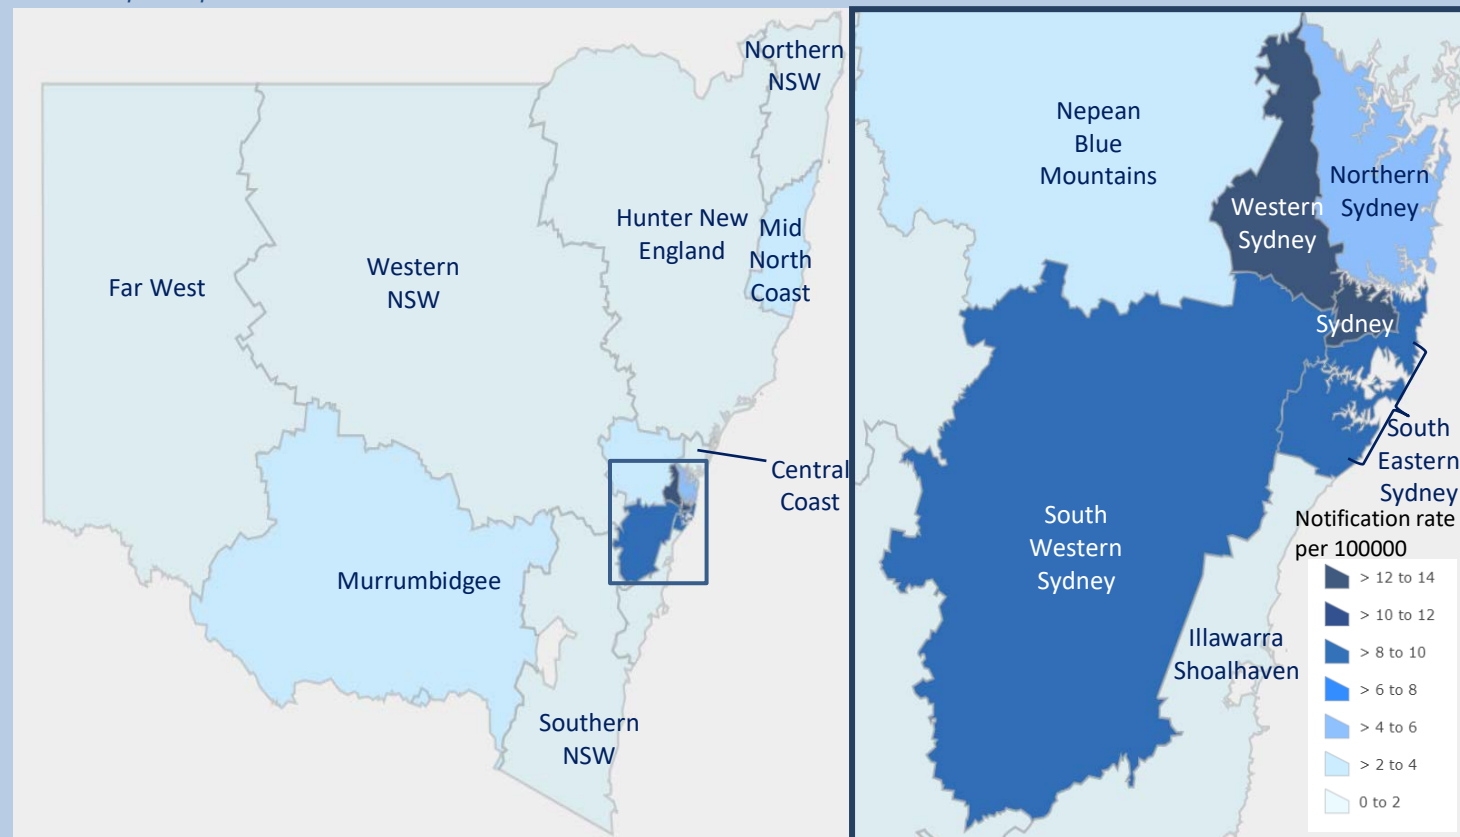 Northern
NSW
Hunter New
England
Mid
North
Coast
Far West
Western
NSW
Central
Coast
Murrumbidgee
Southern
NSW
Nepean
Blue
Mountains
Northern
Sydney
Western
Sydney
Sydney
South
Eastern
Sydney
South
Western
Sydney
Illawarra
Shoalhaven
Notification rate
per 100000
> 12 to 14
> 10 to 12
> 8 to 10
> 6 to 8
> 4 to 6
> 2 to 4
0 to 2